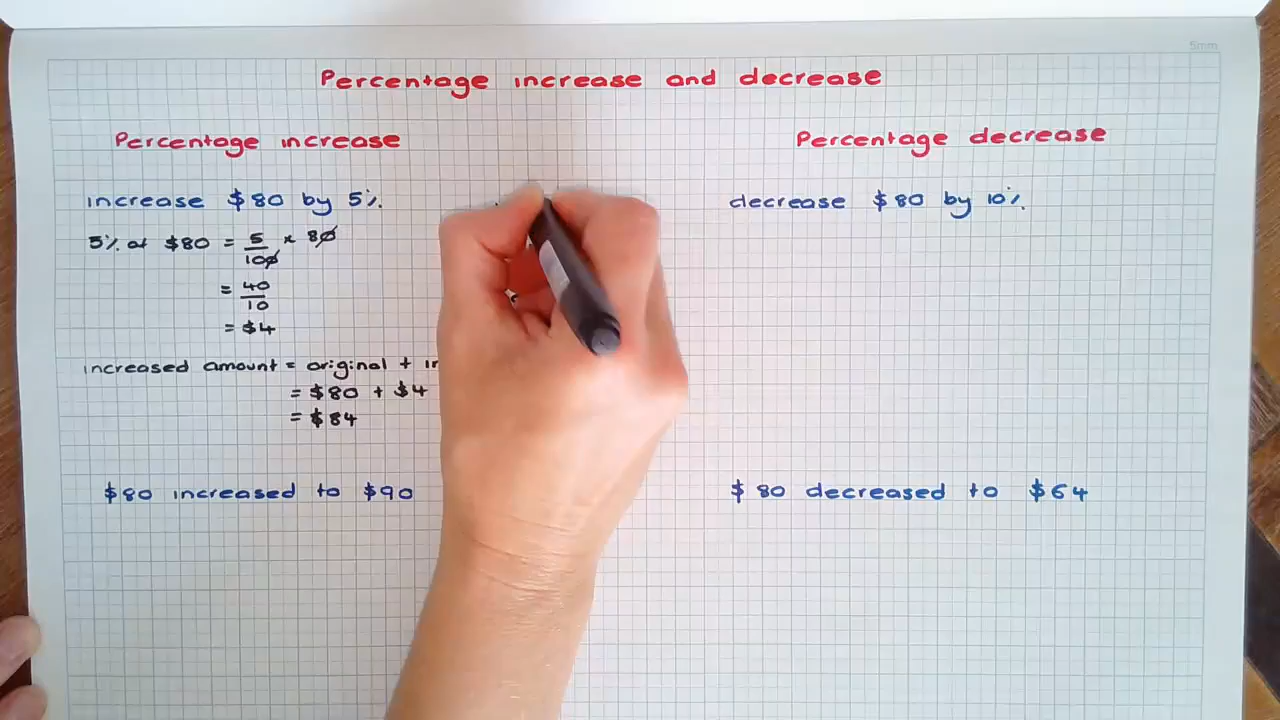 5mm
Percentage increase and decrease
Percentage increase
increase $80 by 5%
5% of $80 = 5/100 × 80
= 40/10
= $4
increased amount = original +
= $80 + $4
= $84
$80 increased to $90
Percentage decrease
decrease $80 by 10%
$80 decreased to $64